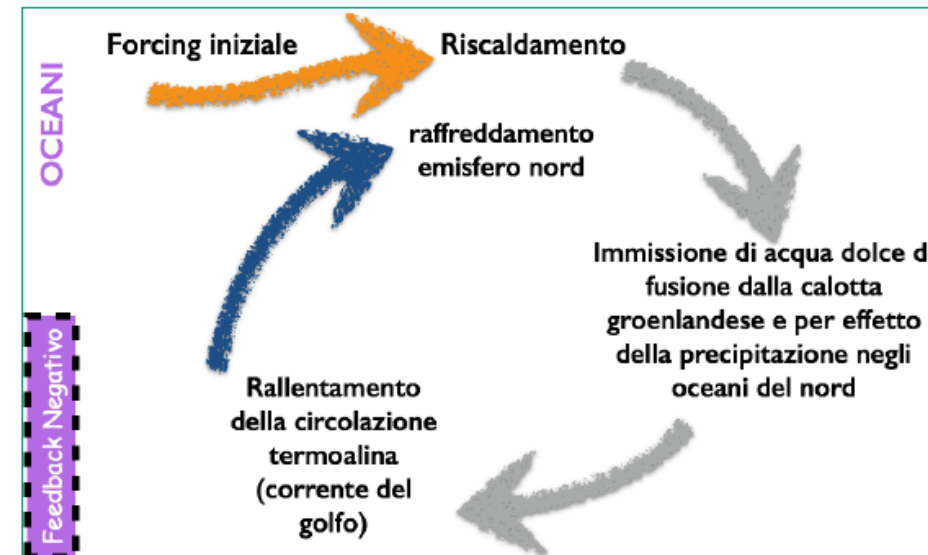 OCEANI
Forcing iniziale
Riscaldamento
raffreddamento
emisfero nord
Immissione di acqua dolce d
fusione dalla calotta
groenlandese e per effetto
della precipitazione negli
oceani del nord
Rallentamento
della circolazione
termoalina
(corrente del
golfo)
Feedback Negativo